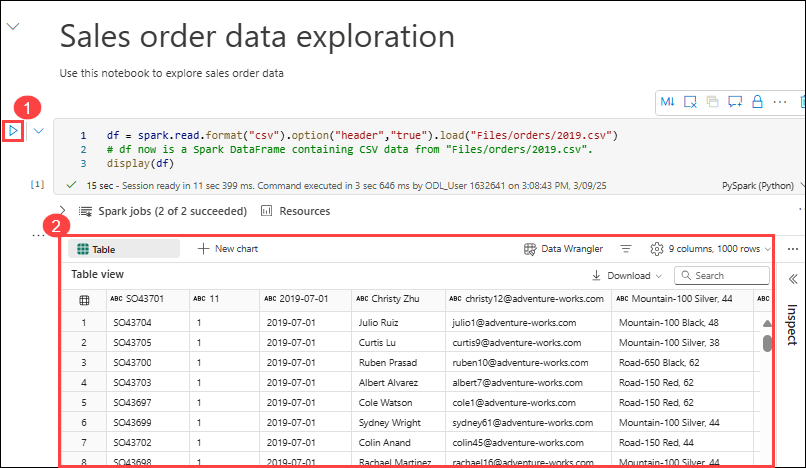 Sales order data exploration
Use this notebook to explore sales order data
1
M↓ ...
1 df = spark.read.format("csv").option("header","true").load("Files/orders/2019.csv")
2 # df now is a Spark DataFrame containing CSV data from "Files/orders/2019.csv".
3 display(df)
[1] 15 sec - Session ready in 11 sec 399 ms. Command executed in 3 sec 646 ms by ODL_User 1632641 on 3:08:43 PM, 3/09/25 PySpark (Python)
Spark jobs (2 of 2 succeeded) Resources
2
Table New chart Data Wrangler 9 columns, 1000 rows
Table view Download Search
ABC SO43701 ABC 11 ABC 2019-07-01 ABC Christy Zhu ABC christy12@adventure-works.com ABC Mountain-100 Silver, 44 ABC
1 SO43704 1 2019-07-01 Julio Ruiz julio1@adventure-works.com Mountain-100 Black, 48
2 SO43705 1 2019-07-01 Curtis Lu curtis9@adventure-works.com Mountain-100 Silver, 38
3 SO43700 1 2019-07-01 Ruben Prasad ruben10@adventure-works.com Road-650 Black, 62
4 SO43703 1 2019-07-01 Albert Alvarez albert7@adventure-works.com Road-150 Red, 62
5 SO43697 1 2019-07-01 Cole Watson cole1@adventure-works.com Road-150 Red, 62
6 SO43699 1 2019-07-01 Sydney Wright sydney61@adventure-works.com Mountain-100 Silver, 44
7 SO43702 1 2019-07-01 Colin Anand colin45@adventure-works.com Road-150 Red, 44
8 SO43698 1 2019-07-01 Rachael Martinez rachael16@adventure-works.com Mountain-100 Silver, 44
Inspect